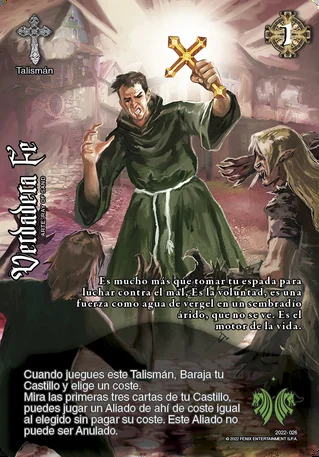 1
Talismán
Verdadera Fe
Es mucho más que tomar tu espada para
luchar contra el mal. Es la voluntad, es una
fuerza como agua de vergel en un sembradío
árido, que no se ve. Es el
motor de la vida.
Cuando juegues este Talismán, Baraja tu
Castillo y elige un coste.
Mira las primeras tres cartas de tu Castillo,
puedes jugar un Aliado de ahí de coste igual
al elegido sin pagar su coste. Este Aliado no
puede ser Anulado.
2022-026
© 2022 FENIX ENTERTAINMENT S.P.A.